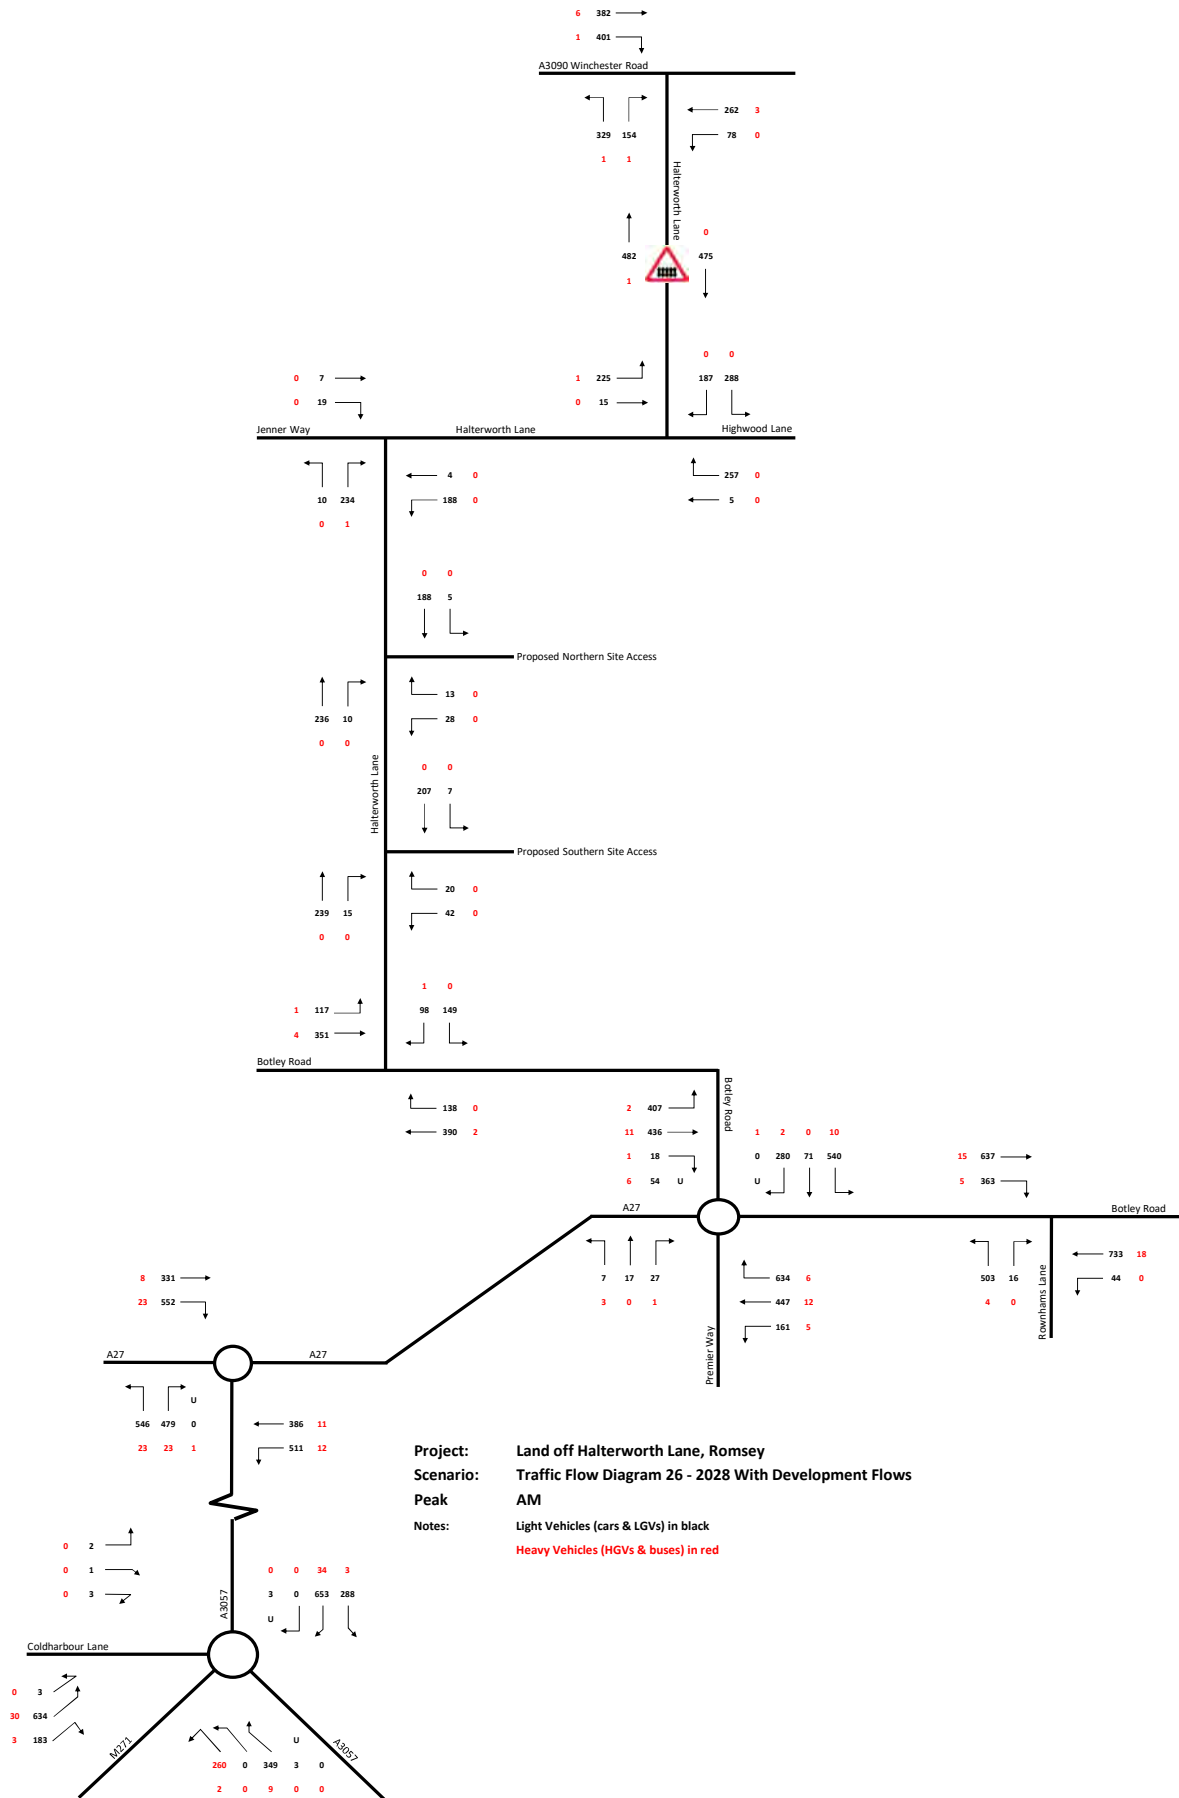 6 382
1 401
A3090 Winchester Road
262 3
329 154
78 0
1 1
Halterworth Lane
0
482 475
1
0 0
0 7
1 225
187 288
0 19
0 15
Jenner Way
Halterworth Lane
Highwood Lane
4 0
257 0
10 234
188 0
5 0
0 1
0 0
188 5
Proposed Northern Site Access
13 0
236 10
28 0
0 0
Halterworth Lane
0 0
207 7
Proposed Southern Site Access
20 0
239 15
42 0
0 0
1 0
1 117
98 149
4 351
Botley Road
Botley Road
138 0
2 407
390 2
11 436
1 2 0 10
1 18
0 280 71 540
15 637
6 54 U
U
5 363
A27
Botley Road
733 18
8 331
7 17 27
634 6
503 16
44 0
23 552
3 0 1
447 12
4 0
Rownhams Lane
161 5
Premier Way
A27
A27
U
546 479 0
386 11
23 23 1
511 12
Project: Land off Halterworth Lane, Romsey
Scenario: Traffic Flow Diagram 26 - 2028 With Development Flows
Peak AM
Notes: Light Vehicles (cars & LGVs) in black
Heavy Vehicles (HGVs & buses) in red
0 2
0 1
0 0 34 3
0 3
3 0 653 288
U
A3057
Coldharbour Lane
0 3
30 634
3 183
M271
A3057
U
260 0 349 3 0
2 0 9 0 0